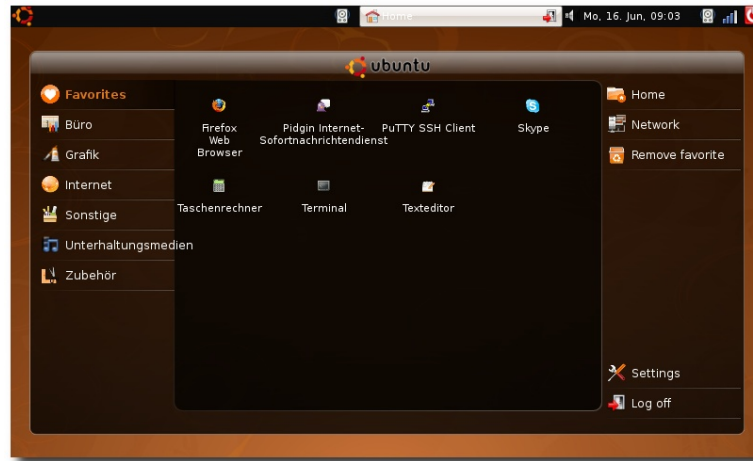 Home
Mo, 16. Jun, 09:03
ubuntu
Favorites
Büro
Grafik
Internet
Sonstige
Unterhaltungsmedien
Zubehör
Firefox
Web
Browser
Pidgin Internet-
Sofortnachrichtendienst
PuTTY SSH Client
Skype
Taschenrechner
Terminal
Texteditor
Home
Network
Remove favorite
Settings
Log off